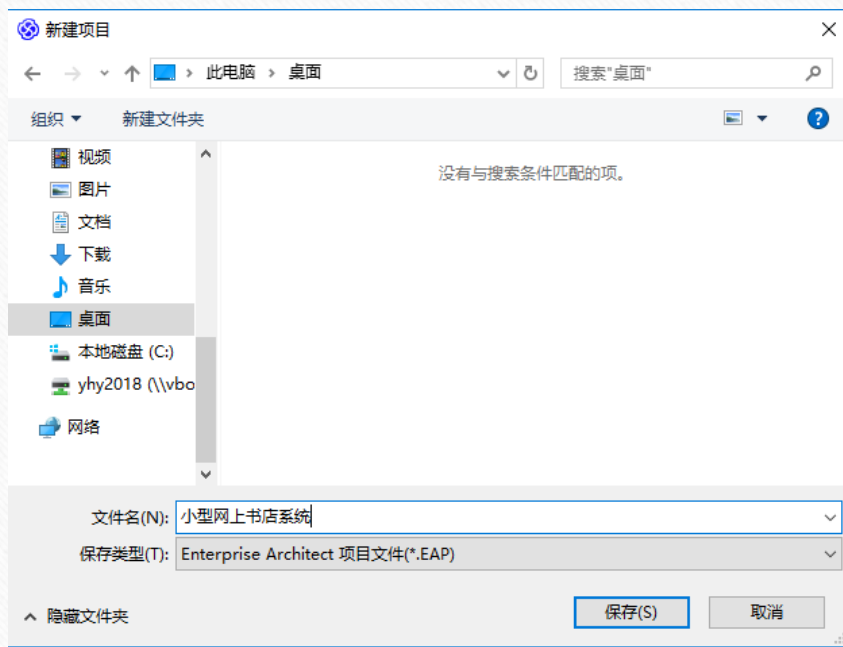 新建项目
此电脑 › 桌面
搜索"桌面"
组织 新建文件夹
视频
没有与搜索条件匹配的项。
图片
文档
下载
音乐
桌面
本地磁盘 (C:)
yhy2018 (\\vbo
网络
文件名(N): 小型网上书店系统
保存类型(T): Enterprise Architect 项目文件(*.EAP)
隐藏文件夹 保存(S) 取消